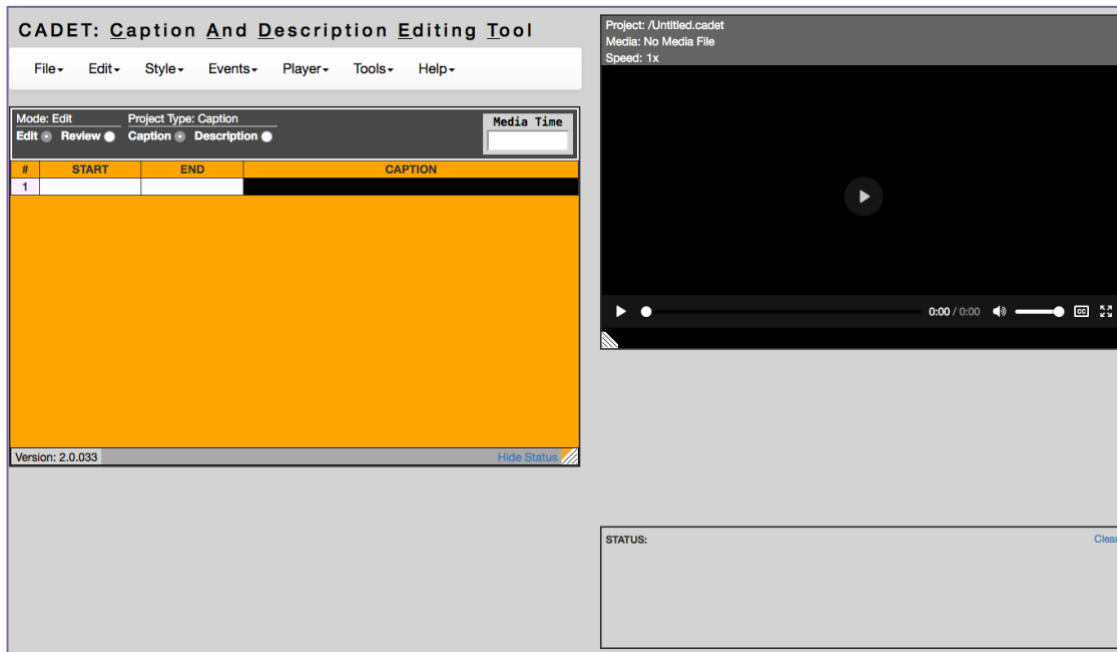 CADET: Caption And Description Editing Tool
File Edit Style Events Player Tools Help
Mode: Edit Project Type: Caption
Edit Review Caption Description
Media Time
# START END CAPTION
1
Version: 2.0.033 Hide Status
Project: /Untitled.cadet
Media: No Media File
Speed: 1x
0:00 / 0:00 CC
STATUS: Clear